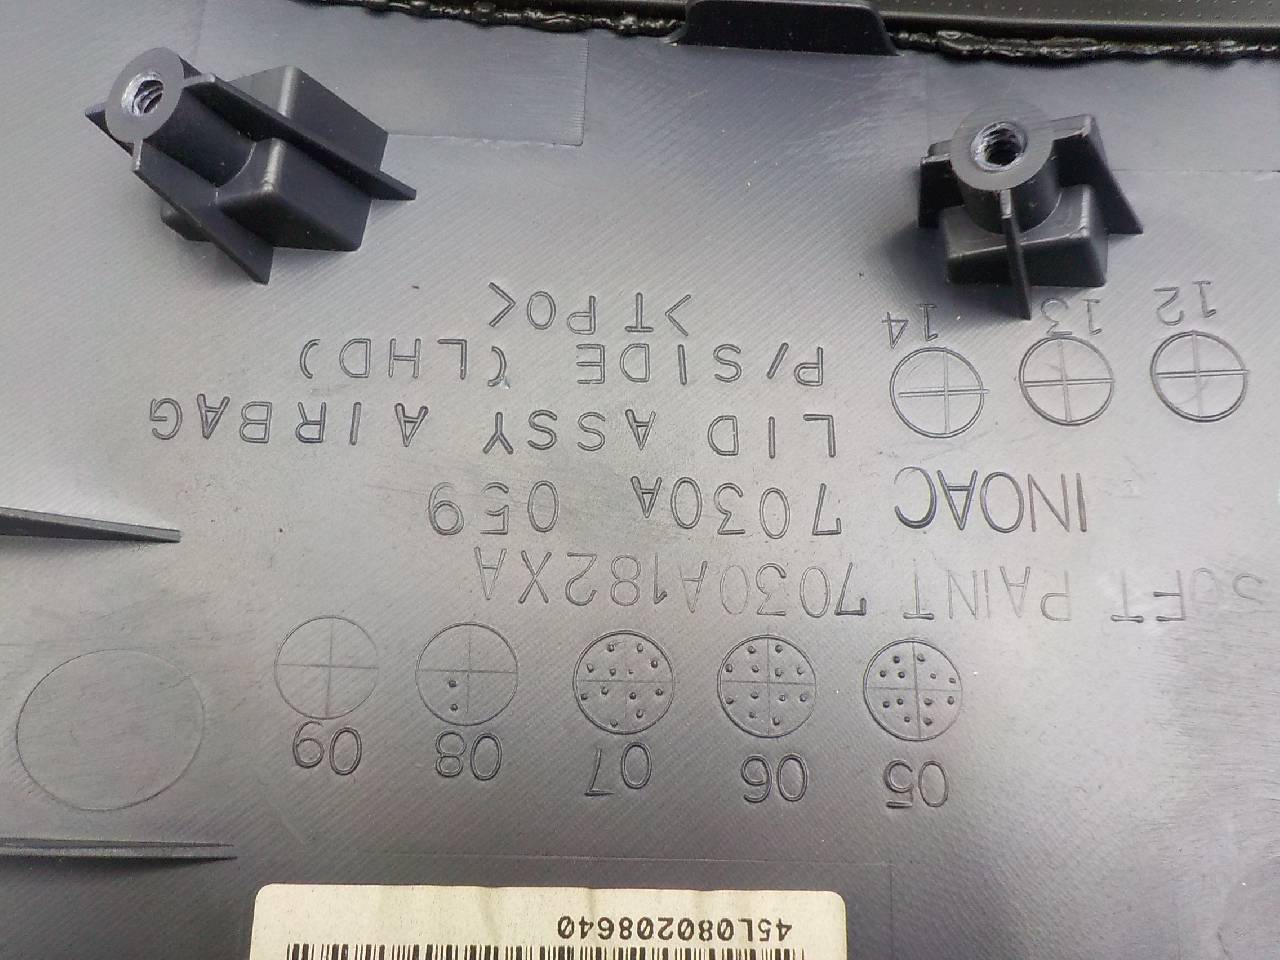 45L080208640
05 06 07 08 09
SOFT PAINT 7030A182XA
INOAC 7030A 059
LID ASSY AIRBAG
P/SIDE (LHD)
>TPO<
12 13 14